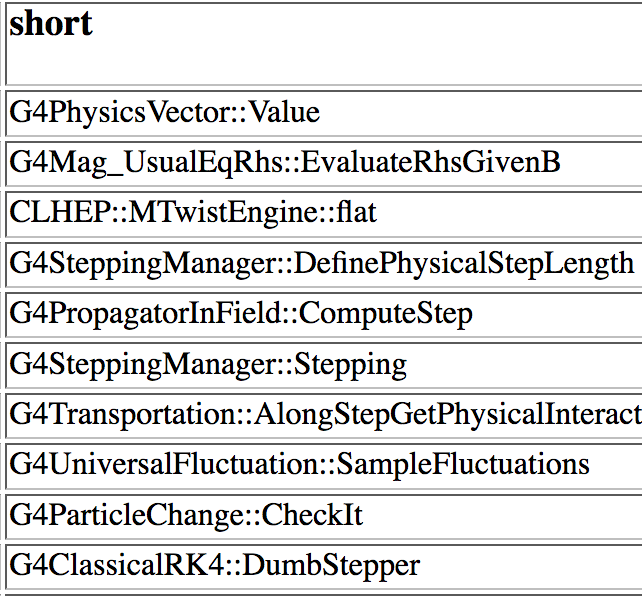 short
G4PhysicsVector::Value
G4Mag_UsualEqRhs::EvaluateRhsGivenB
CLHEP::MTwistEngine::flat
G4SteppingManager::DefinePhysicalStepLength
G4PropagatorInField::ComputeStep
G4SteppingManager::Stepping
G4Transportation::AlongStepGetPhysicalInteract
G4UniversalFluctuation::SampleFluctuations
G4ParticleChange::CheckIt
G4ClassicalRK4::DumbStepper